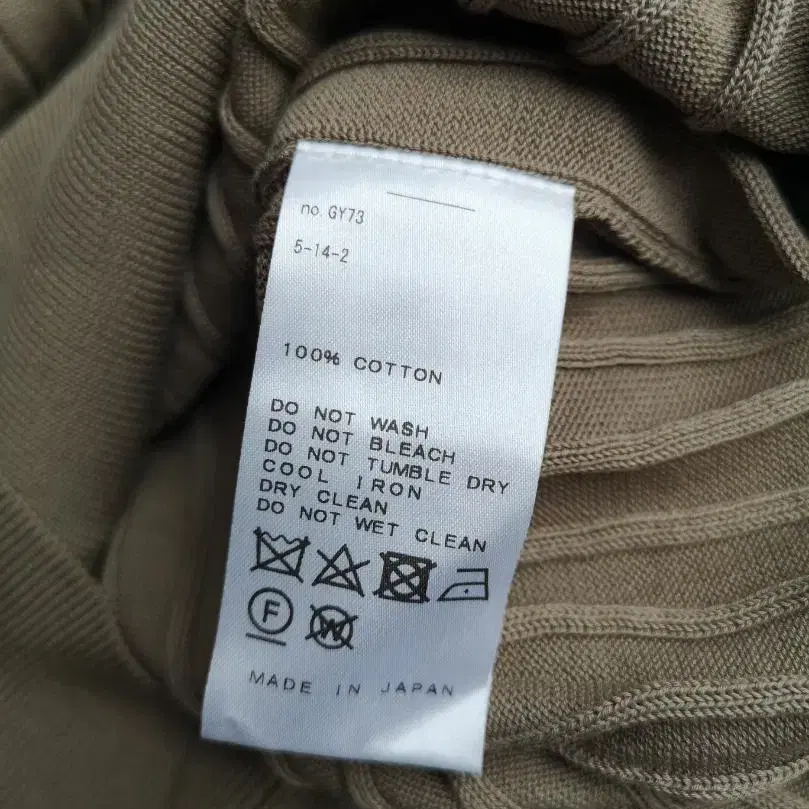 no. GY73
5-14-2
100% COTTON
DO NOT WASH
DO NOT BLEACH
DO NOT TUMBLE DRY
COOL IRON
DRY CLEAN
DO NOT WET CLEAN
F W
MADE IN JAPAN